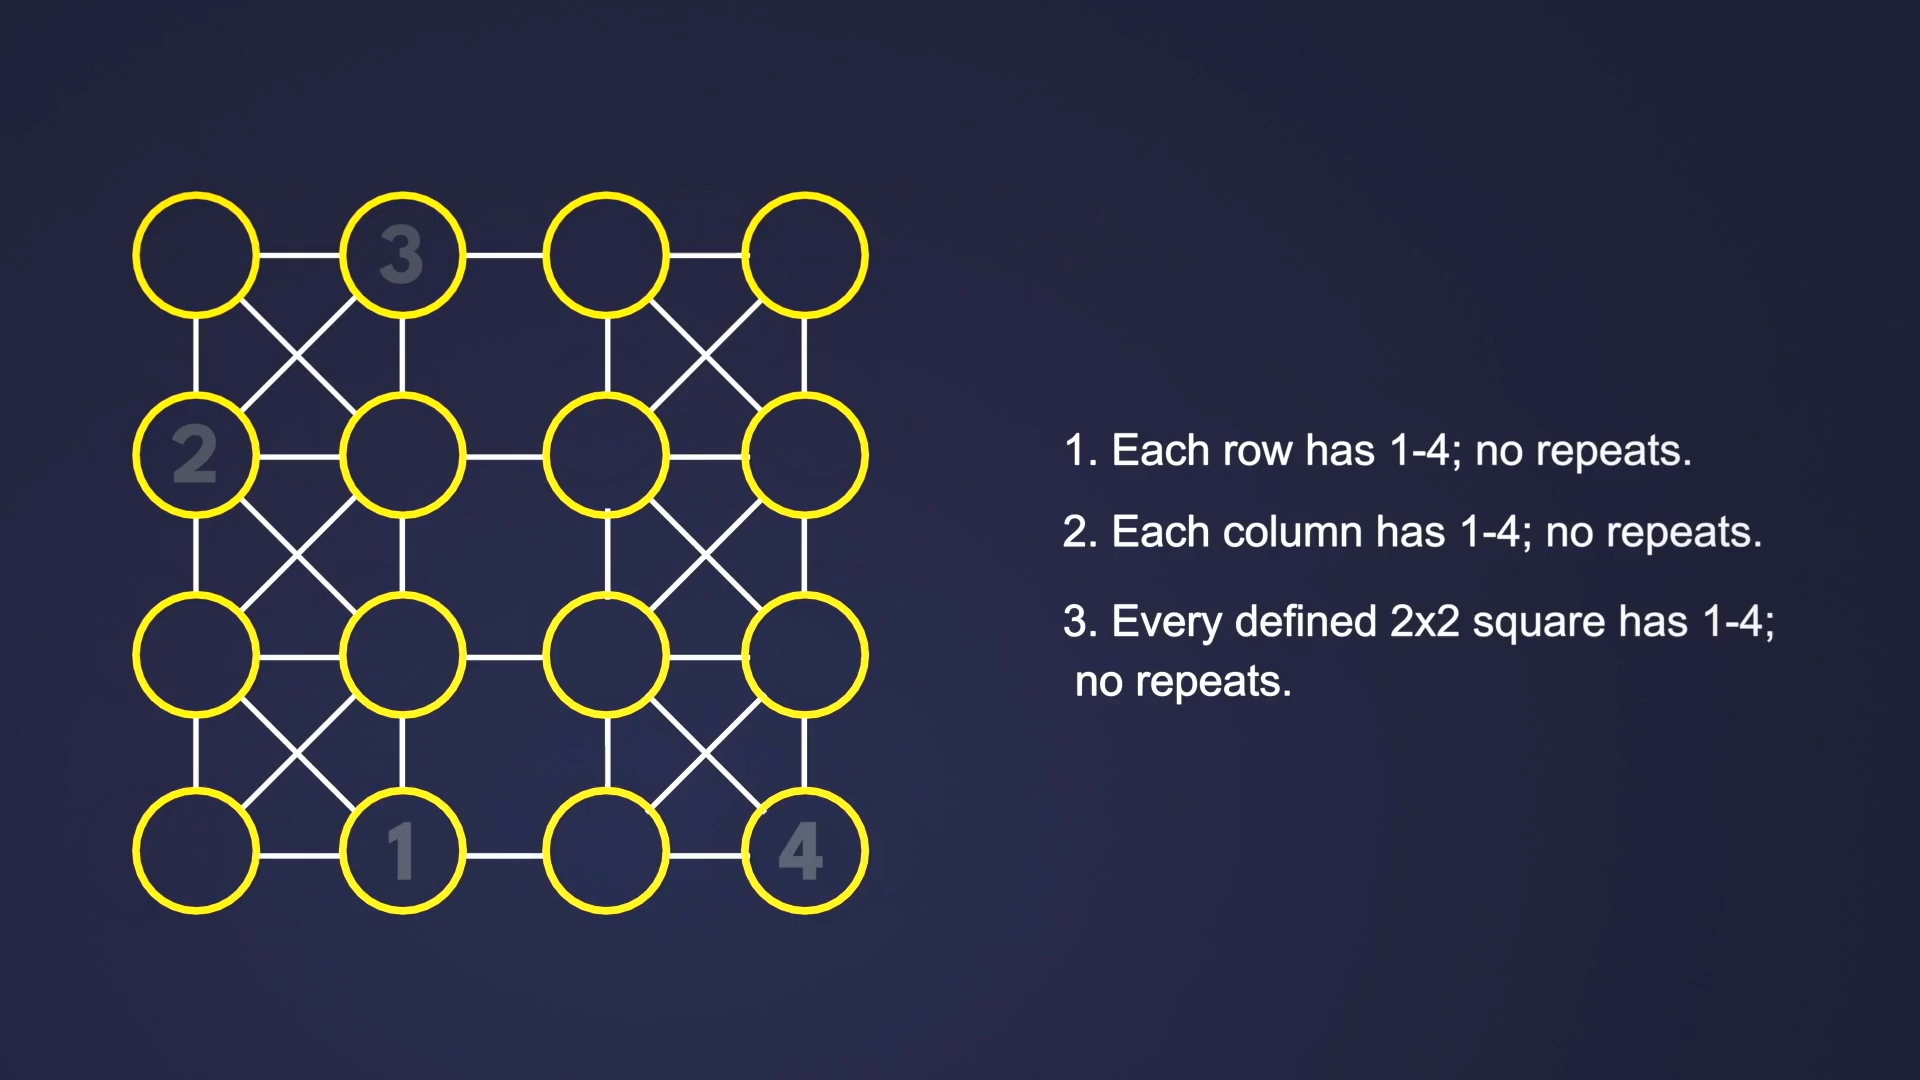 3
2
1 4
1. Each row has 1-4; no repeats.
2. Each column has 1-4; no repeats.
3. Every defined 2x2 square has 1-4;
no repeats.